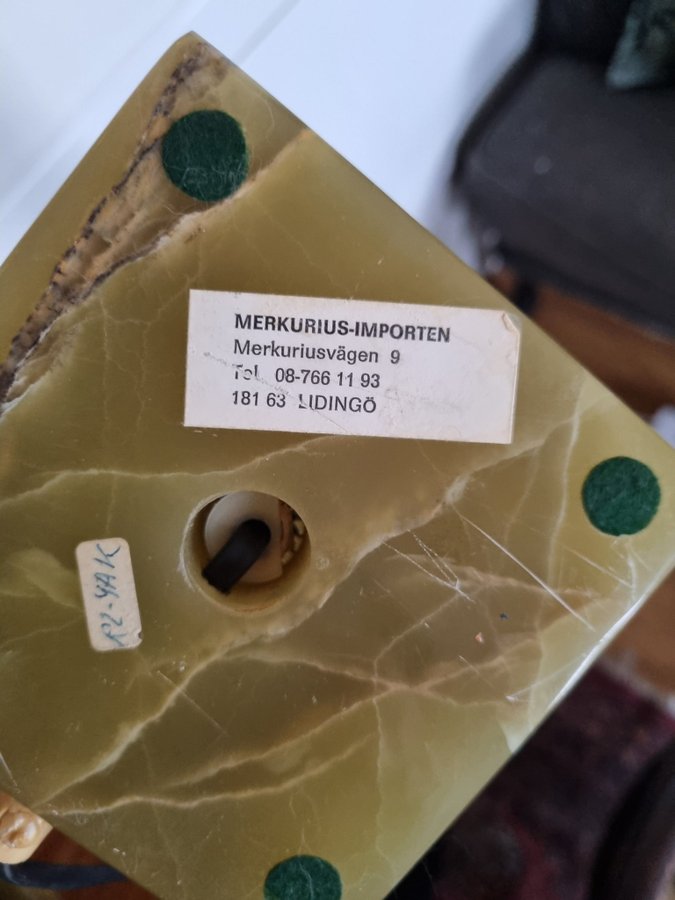 MERKURIUS-IMPORTEN
Merkuriusvägen 9
Tel. 08-766 11 93
181 63 LIDINGÖ